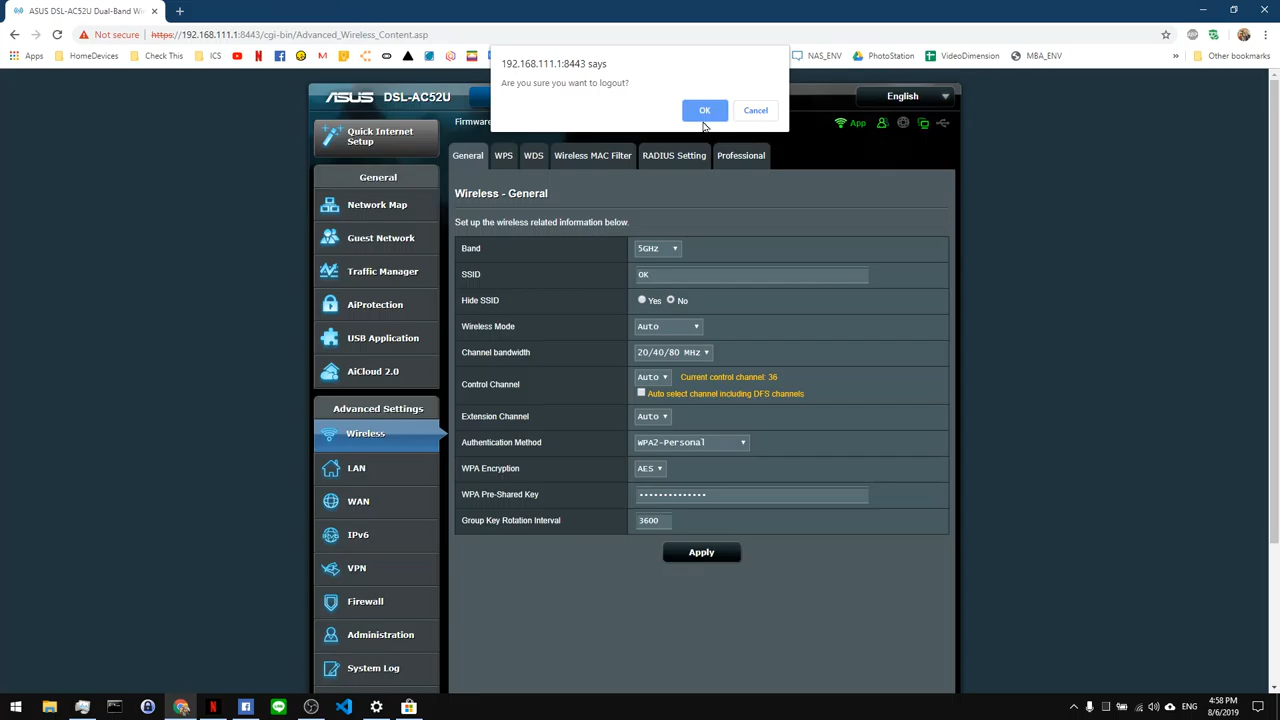 ASUS DSL-AC52U Dual-Band Wi
Not secure
https://192.168.111.1:8443/cgi-bin/Advanced_Wireless_Content.asp
Apps
HomeDevices
Check This
ICS
NAS_ENV
PhotoStation
VideoDimension
MBA_ENV
»
Other bookmarks
192.168.111.1:8443 says
Are you sure you want to logout?
OK
Cancel
ASUS DSL-AC52U
English
Firmware
App
Quick Internet
Setup
General
Network Map
Guest Network
Traffic Manager
AiProtection
USB Application
AiCloud 2.0
Advanced Settings
Wireless
LAN
WAN
IPv6
VPN
Firewall
Administration
System Log
General
WPS
WDS
Wireless MAC Filter
RADIUS Setting
Professional
Wireless - General
Set up the wireless related information below.
Band 5GHz
SSID OK
Hide SSID Yes No
Wireless Mode Auto
Channel bandwidth 20/40/80 MHz
Control Channel Auto Current control channel: 36
Auto select channel including DFS channels
Extension Channel Auto
Authentication Method WPA2-Personal
WPA Encryption AES
WPA Pre-Shared Key ••••••••••••••
Group Key Rotation Interval 3600
Apply
ENG
4:58 PM
8/6/2019